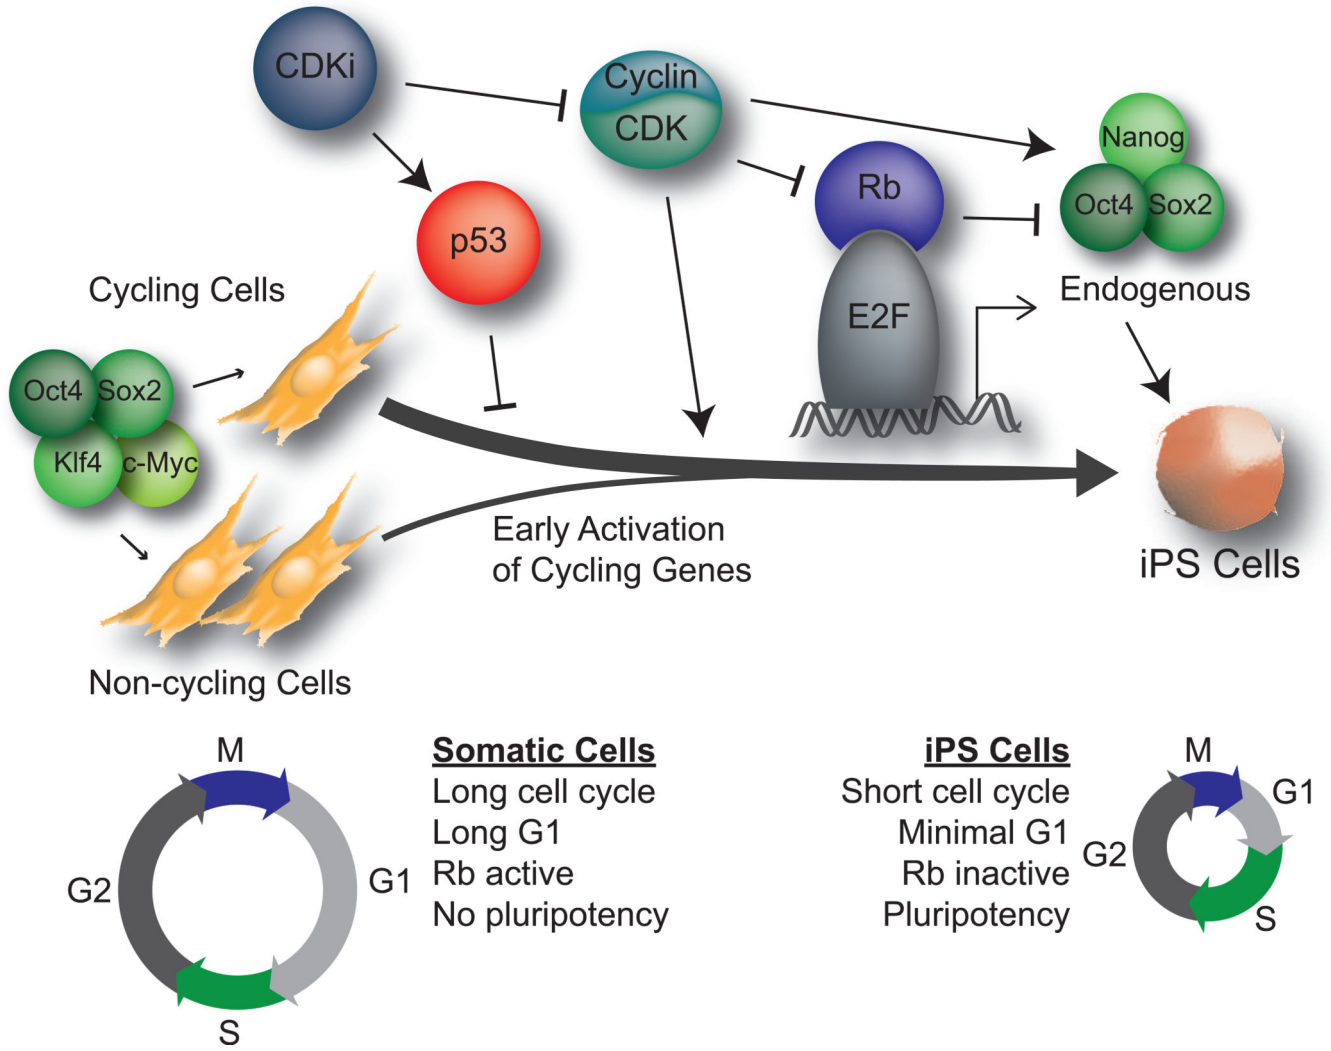 CDKi
Cyclin
CDK
Nanog
Rb
Oct4 Sox2
p53
Cycling Cells
Endogenous
E2F
Oct4 Sox2
Klf4 c-Myc
Early Activation
of Cycling Genes
iPS Cells
Non-cycling Cells
M
G1
S
G2
Somatic Cells
Long cell cycle
Long G1
Rb active
No pluripotency
iPS Cells
Short cell cycle
Minimal G1
Rb inactive
Pluripotency
M
G1
S
G2